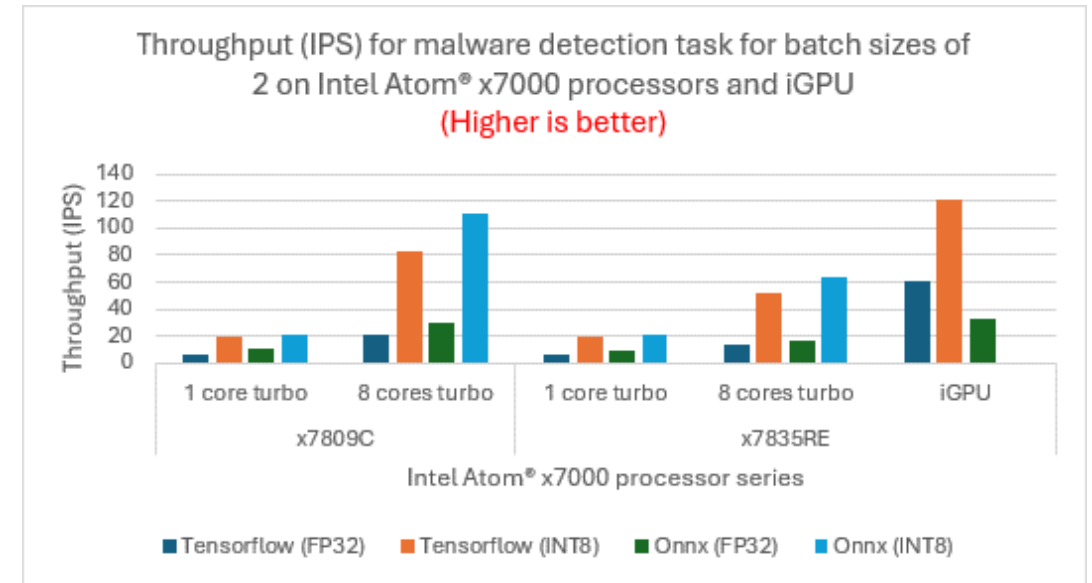 Throughput (IPS) for malware detection task for batch sizes of
2 on Intel Atom® x7000 processors and iGPU
(Higher is better)
Throughput (IPS)
140
120
100
80
60
40
20
0
1 core turbo
8 cores turbo
1 core turbo
8 cores turbo
iGPU
x7809C
x7835RE
Intel Atom® x7000 processor series
Tensorflow (FP32)
Tensorflow (INT8)
Onnx (FP32)
Onnx (INT8)